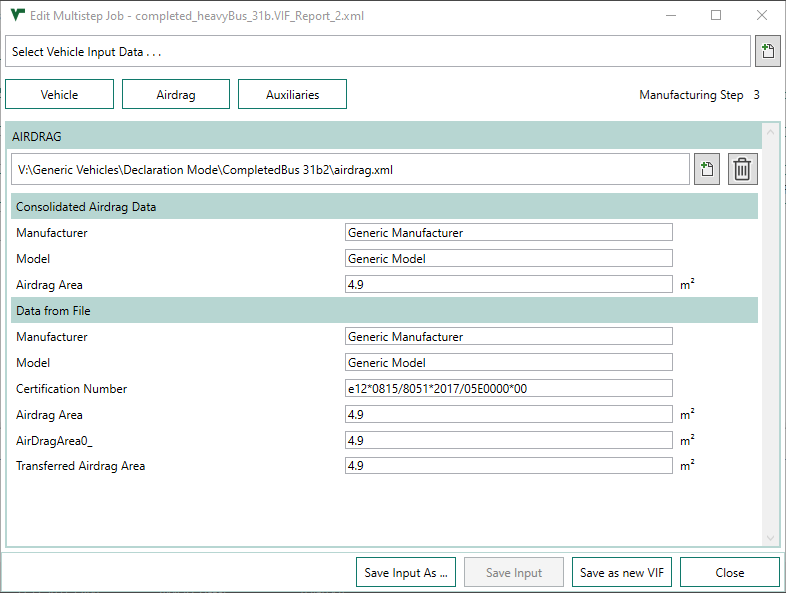 Edit Multistep Job - completed_heavyBus_31b.VIF_Report_2.xml
Select Vehicle Input Data . . .
Vehicle Airdrag Auxiliaries Manufacturing Step 3
AIRDRAG
V:\Generic Vehicles\Declaration Mode\CompletedBus 31b2\airdrag.xml
Consolidated Airdrag Data
Manufacturer Generic Manufacturer
Model Generic Model
Airdrag Area 4.9 m²
Data from File
Manufacturer Generic Manufacturer
Model Generic Model
Certification Number e12*0815/8051*2017/05E0000*00
Airdrag Area 4.9 m²
AirDragArea0_ 4.9 m²
Transferred Airdrag Area 4.9 m²
Save Input As ... Save Input Save as new VIF Close